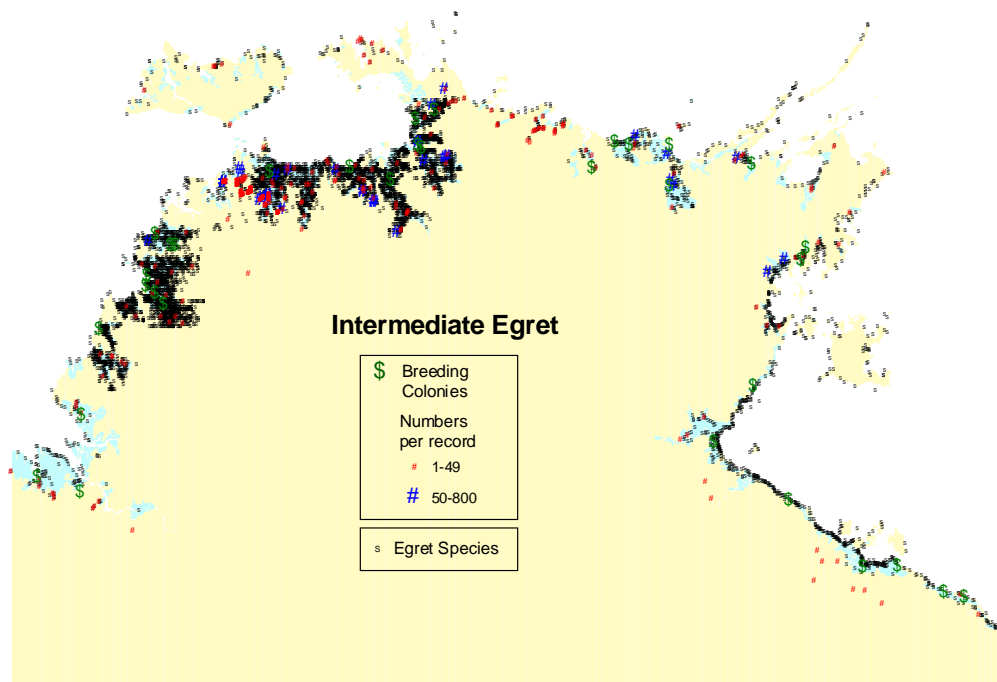 Intermediate Egret
$ Breeding
Colonies
Numbers
per record
# 1-49
# 50-800
s Egret Species